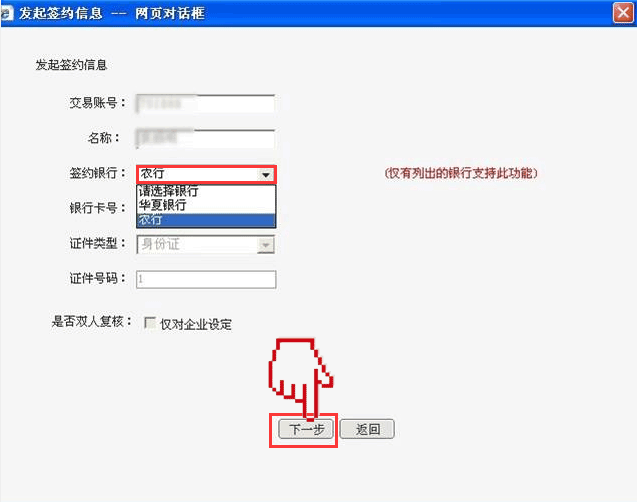 发起签约信息 -- 网页对话框
发起签约信息
交易账号：
名称：
签约银行： 农行 (仅有列出的银行支持此功能)
请选择银行
华夏银行
银行卡号： 农行
证件类型： 身份证
证件号码： 1
是否双人复核： 仅对企业设定
下一步 返回